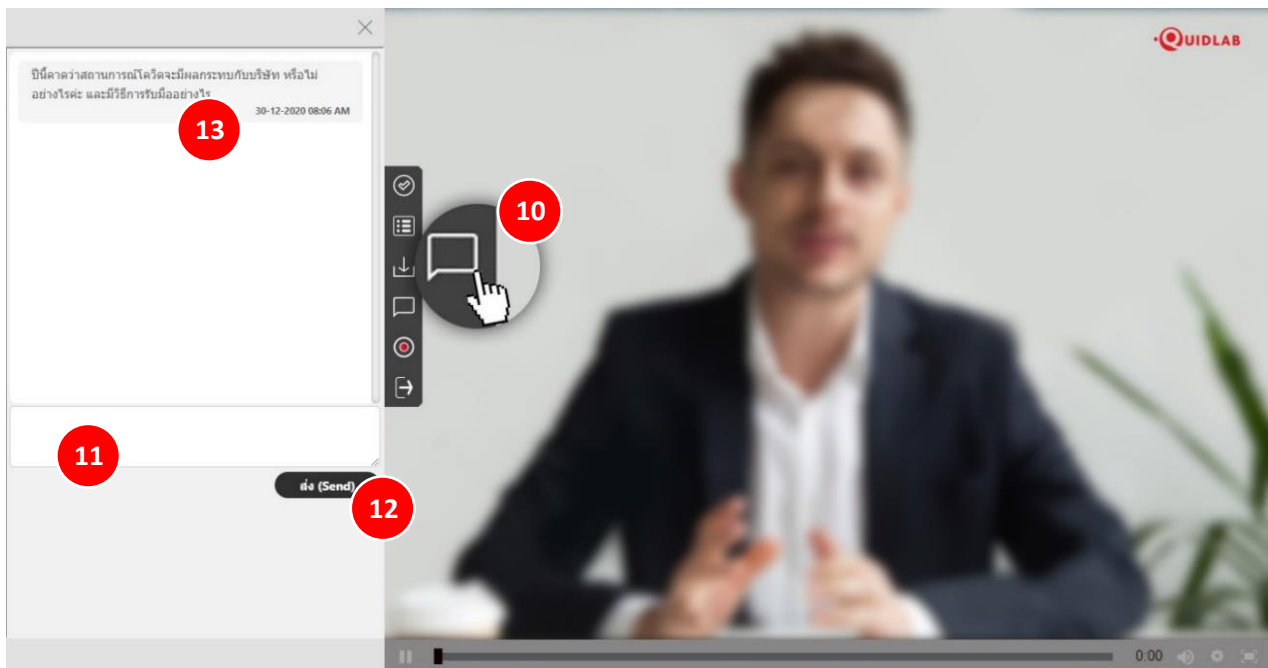 QUIDLAB
ปีนี้คาดว่าสถานการณ์โควิดจะมีผลกระทบกับบริษัท หรือไม่
อย่างไรค่ะ และมีวิธีการรับมืออย่างไร
30-12-2020 08:06 AM
13
10
11
ส่ง (Send)
12
0:00